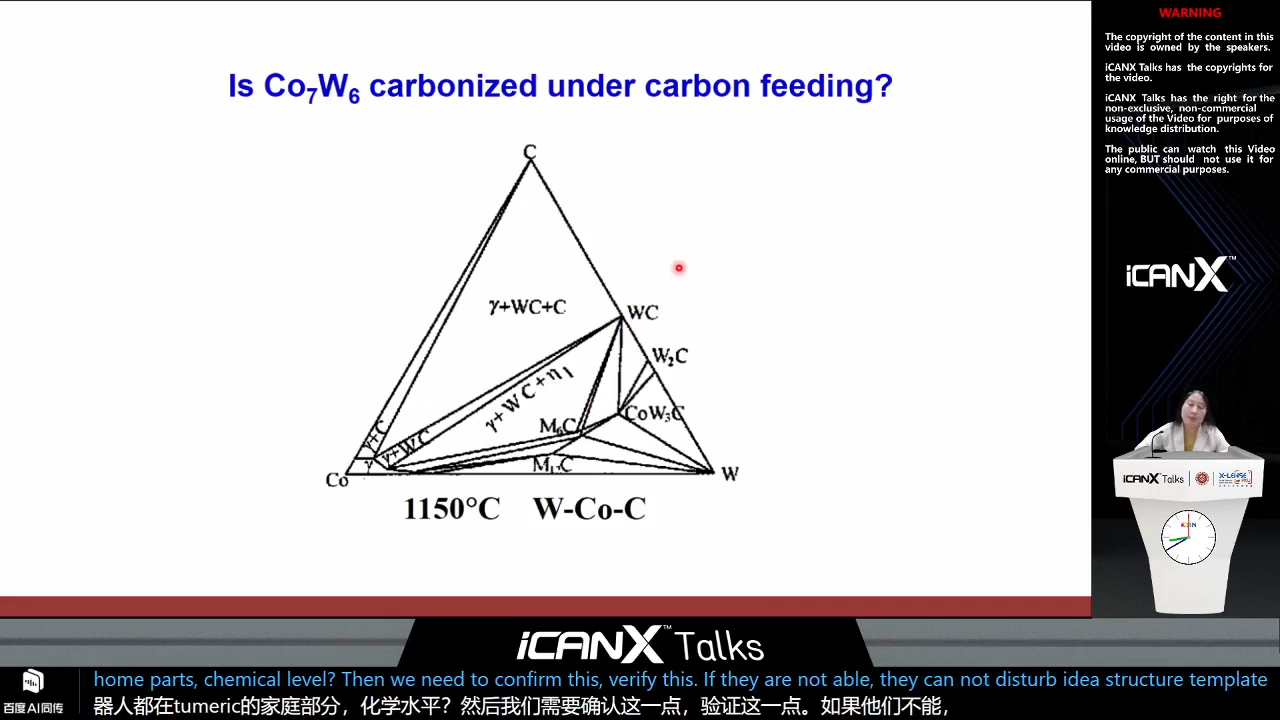 Is Co7W6 carbonized under carbon feeding?
C
γ+WC+C
WC
W2C
γ+WC+η1
CoW3C
M6C
γ+C
γ+WC
γ
M12C
Co
W
1150°C W-Co-C
WARNING
The copyright of the content in this
video is owned by the speakers.
iCANX Talks has the copyrights for
the video.
iCANX Talks has the right for the
non-exclusive, non-commercial
usage of the Video for purposes of
knowledge distribution.
The public can watch this Video
online, BUT should not use it for
any commercial purposes.
iCANX™
iCANX Talks
X-LENSE
iCANX™ Talks
百度AI同传
home parts, chemical level? Then we need to confirm this, verify this. If they are not able, they can not disturb idea structure template
器人都在tumeric的家庭部分，化学水平？然后我们需要确认这一点，验证这一点。如果他们不能，